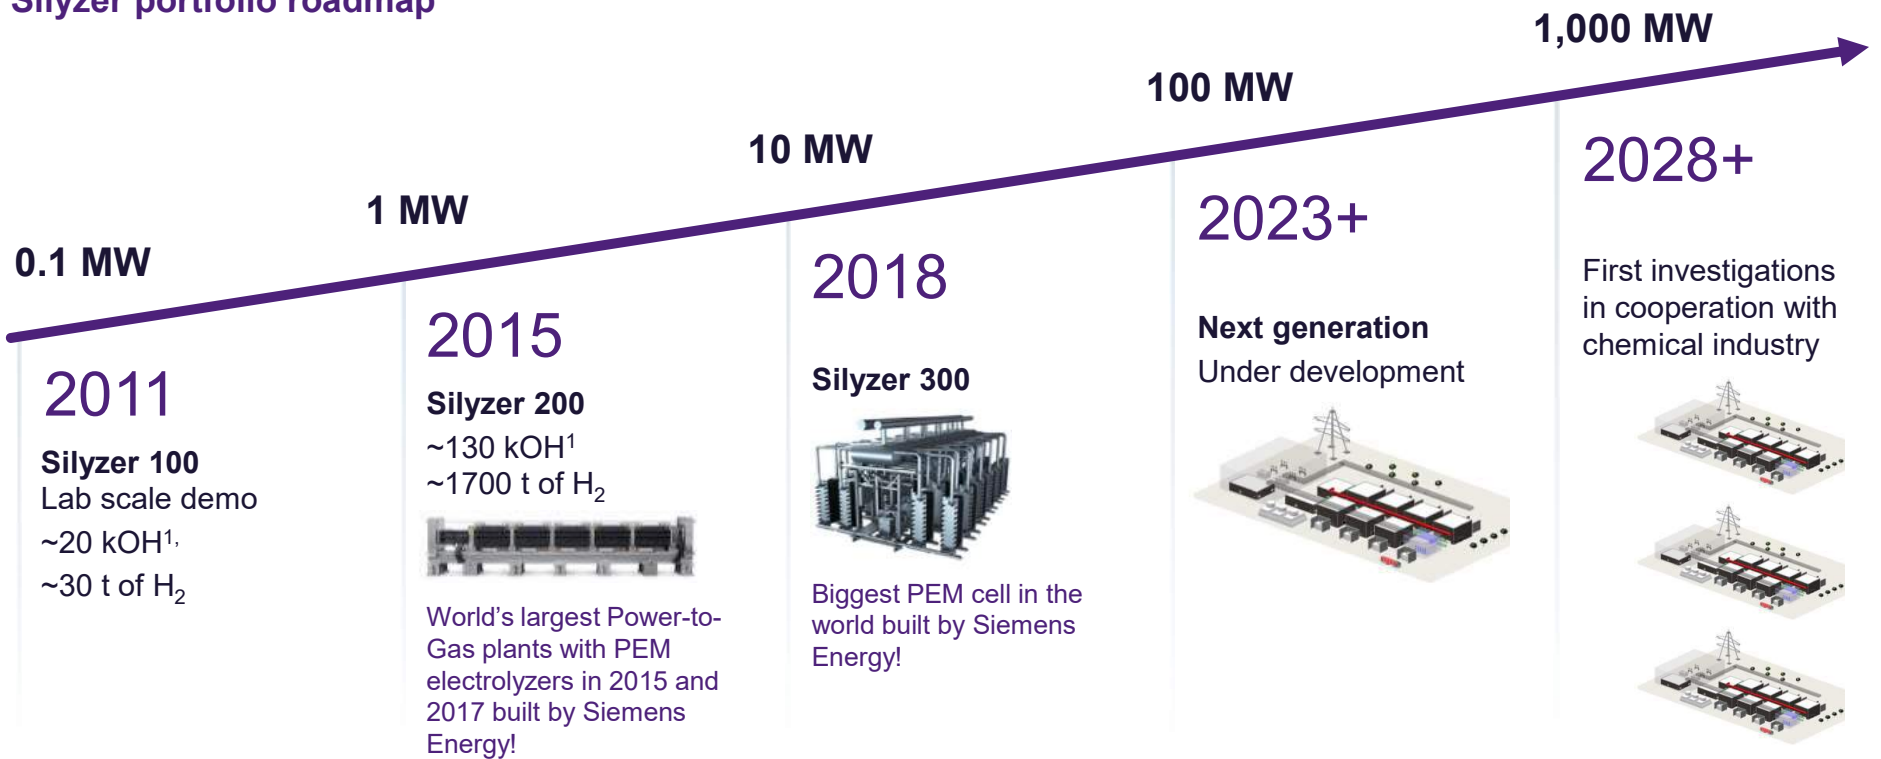 Silyzer portfolio roadmap
0.1 MW
1 MW
10 MW
100 MW
1,000 MW
2011
Silyzer 100
Lab scale demo
~20 kOH¹,
~30 t of H₂
2015
Silyzer 200
~130 kOH¹
~1700 t of H₂
World’s largest Power-to-
Gas plants with PEM
electrolyzers in 2015 and
2017 built by Siemens
Energy!
2018
Silyzer 300
Biggest PEM cell in the
world built by Siemens
Energy!
2023+
Next generation
Under development
2028+
First investigations
in cooperation with
chemical industry